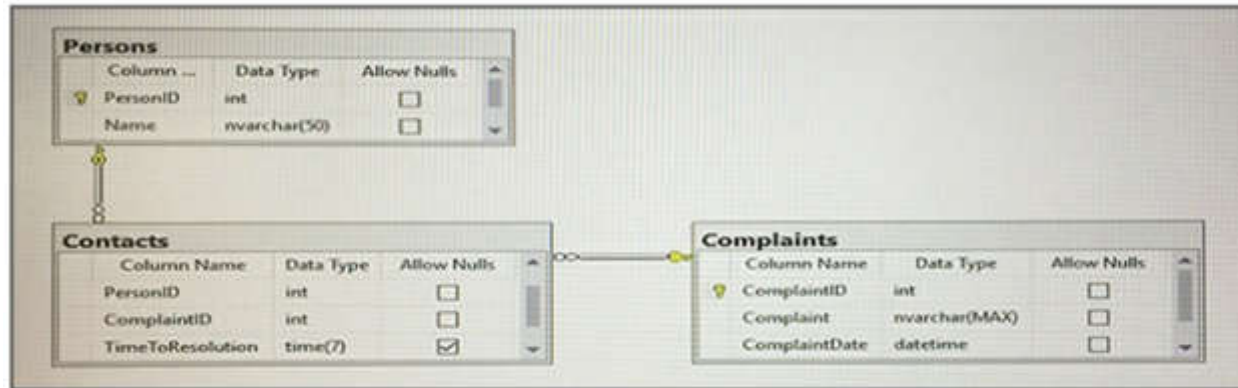 Persons
Column ... Data Type Allow Nulls
PersonID int
Name nvarchar(50)
Contacts
Column Name Data Type Allow Nulls
PersonID int
ComplaintID int
TimeToResolution time(7)
Complaints
Column Name Data Type Allow Nulls
ComplaintID int
Complaint nvarchar(MAX)
ComplaintDate datetime